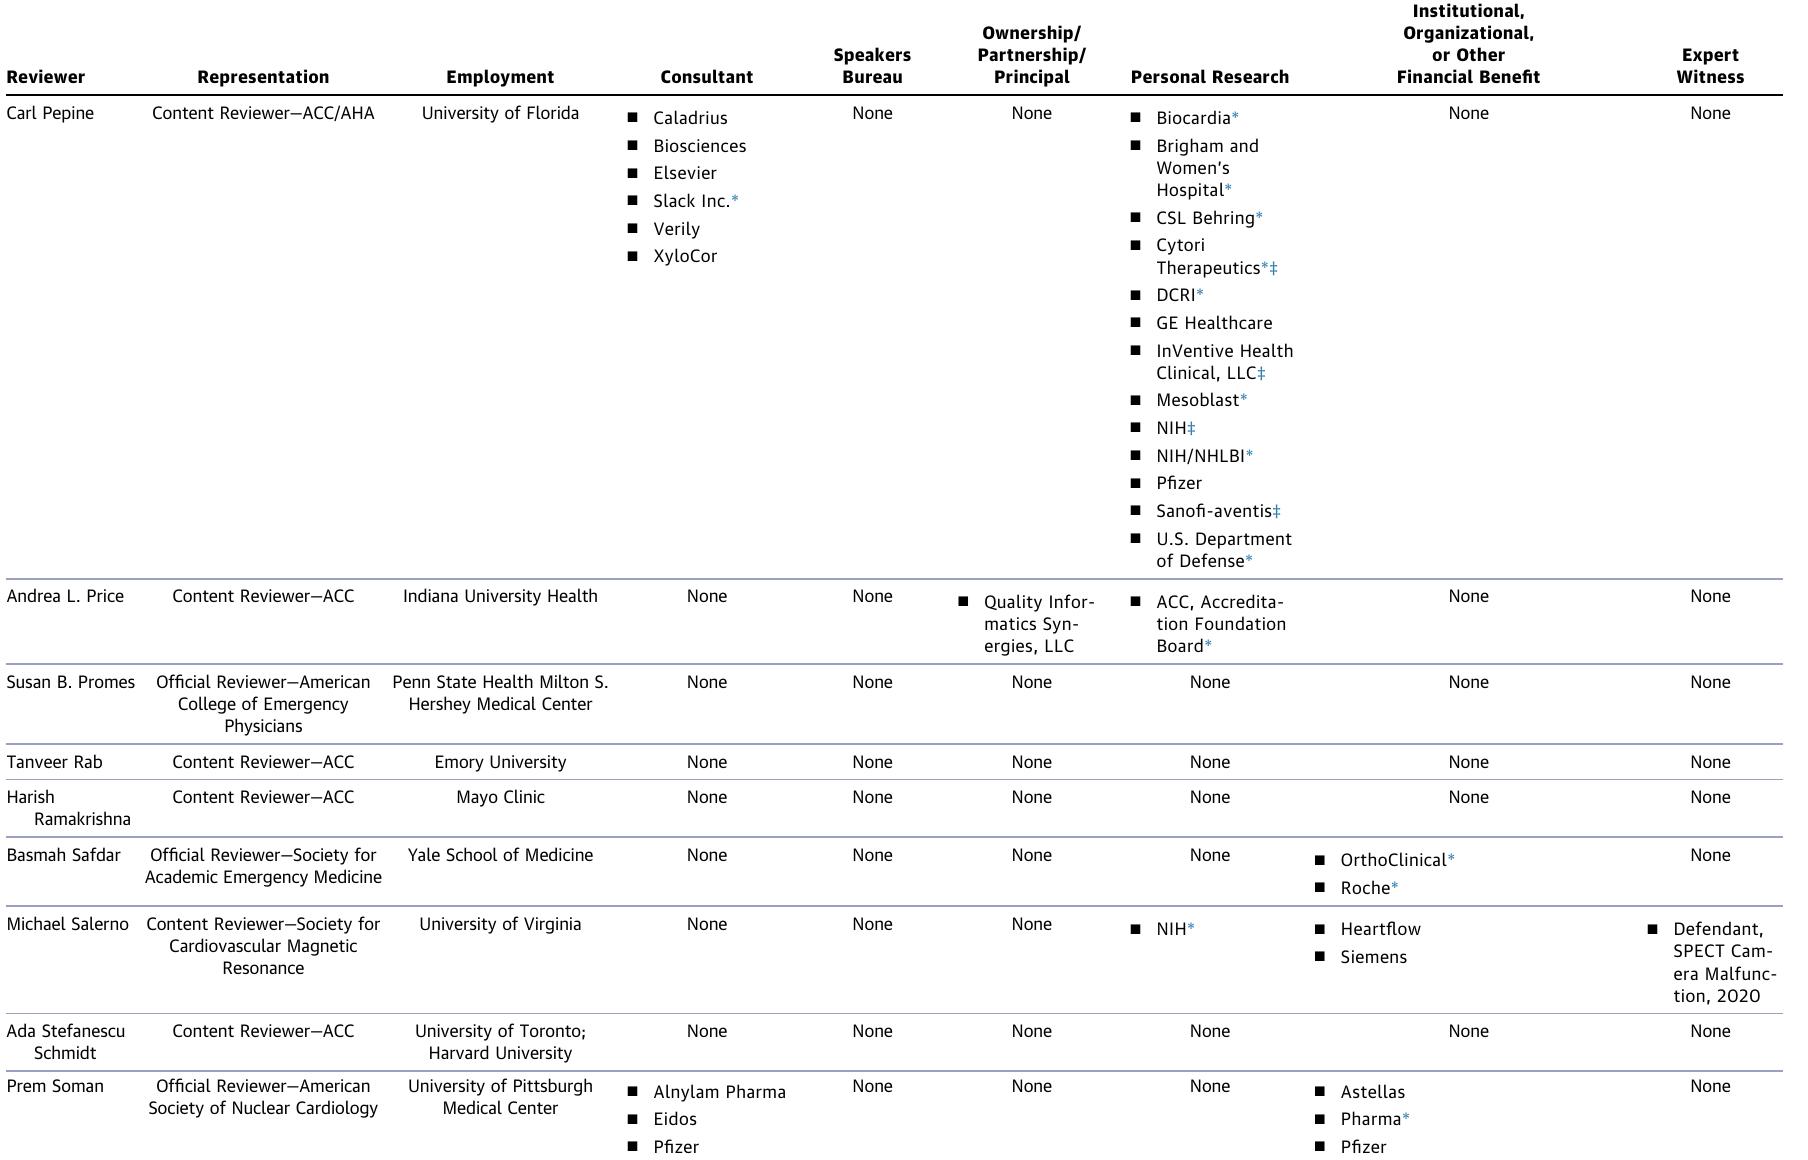 Reviewer Representation Employment Consultant Speakers Bureau Ownership/ Partnership/ Principal Personal Research Institutional, Organizational, or Other Financial Benefit Expert Witness
Carl Pepine Content Reviewer—ACC/AHA University of Florida
■ Caladrius
■ Biosciences
■ Elsevier
■ Slack Inc.*
■ Verily
■ XyloCor
None None
■ Biocardia*
■ Brigham and
Women's
Hospital*
■ CSL Behring*
■ Cytori
Therapeutics*‡
■ DCRI*
■ GE Healthcare
■ InVentive Health
Clinical, LLC‡
■ Mesoblast*
■ NIH‡
■ NIH/NHLBI*
■ Pfizer
■ Sanofi-aventis‡
■ U.S. Department
of Defense*
None None
Andrea L. Price Content Reviewer—ACC Indiana University Health None None
■ Quality Infor-
matics Syn-
ergies, LLC
■ ACC, Accredita-
tion Foundation
Board*
None None
Susan B. Promes
Official Reviewer—American
College of Emergency
Physicians
Penn State Health Milton S.
Hershey Medical Center
None None None None None None
Tanveer Rab Content Reviewer—ACC Emory University None None None None None None
Harish
Ramakrishna
Content Reviewer—ACC Mayo Clinic None None None None None None
Basmah Safdar
Official Reviewer—Society for
Academic Emergency Medicine
Yale School of Medicine None None None None
■ OrthoClinical*
■ Roche*
None
Michael Salerno
Content Reviewer—Society for
Cardiovascular Magnetic
Resonance
University of Virginia None None None
■ NIH*
■ Heartflow
■ Siemens
■ Defendant,
SPECT Cam-
era Malfunc-
tion, 2020
Ada Stefanescu
Schmidt
Content Reviewer—ACC
University of Toronto;
Harvard University
None None None None None None
Prem Soman
Official Reviewer—American
Society of Nuclear Cardiology
University of Pittsburgh
Medical Center
■ Alnylam Pharma
■ Eidos
■ Pfizer
None None None
■ Astellas
■ Pharma*
■ Pfizer
None